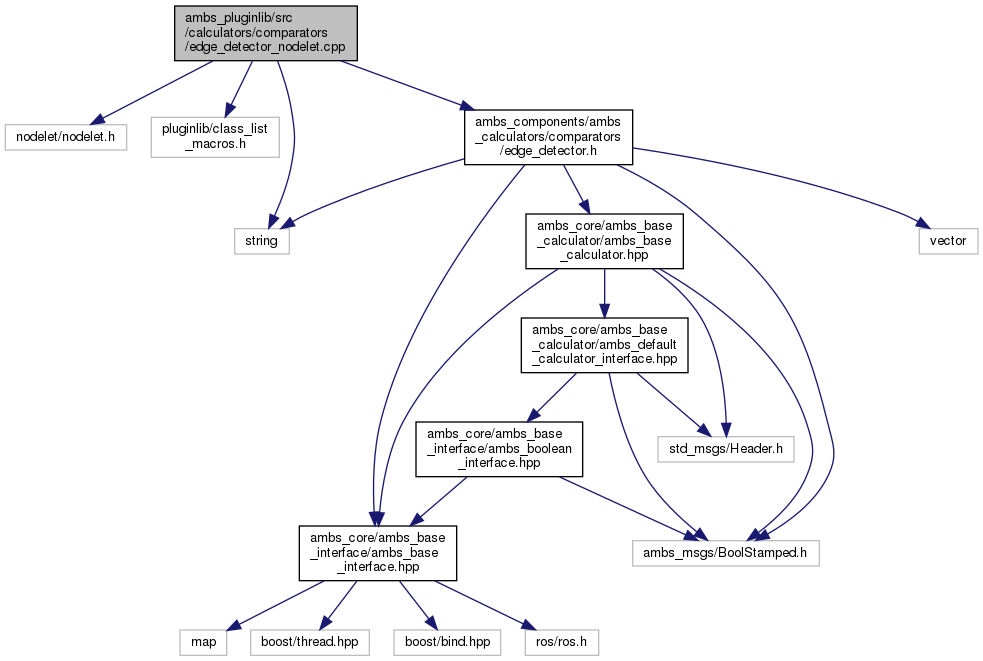 ambs_pluginlib/src
/calculators/comparators
/edge_detector_nodelet.cpp
nodelet/nodelet.h
pluginlib/class_list
_macros.h
ambs_components/ambs
_calculators/comparators
/edge_detector.h
string
ambs_core/ambs_base
_calculator/ambs_base
_calculator.hpp
vector
ambs_core/ambs_base
_calculator/ambs_default
_calculator_interface.hpp
ambs_core/ambs_base
_interface/ambs_boolean
_interface.hpp
std_msgs/Header.h
ambs_core/ambs_base
_interface/ambs_base
_interface.hpp
ambs_msgs/BoolStamped.h
map
boost/thread.hpp
boost/bind.hpp
ros/ros.h